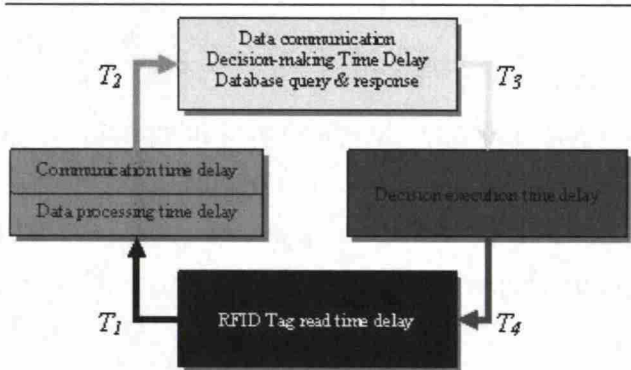 Data communication
Decision-making Time Delay
Database query & response
T2
T3
Communication time delay
Data processing time delay
Decision execution time delay
RFID Tag read time delay
T1
T4